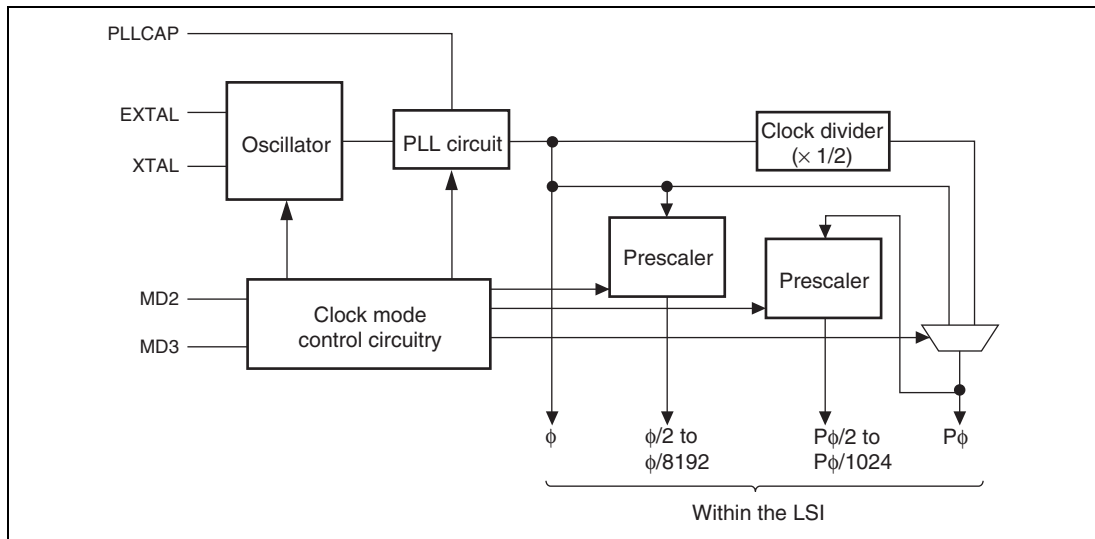 PLLCAP
EXTAL
XTAL
Oscillator
PLL circuit
Clock divider
(× 1/2)
Prescaler
Prescaler
MD2
MD3
Clock mode
control circuitry
ϕ
ϕ/2 to
ϕ/8192
Pϕ/2 to
Pϕ/1024
Pϕ
Within the LSI